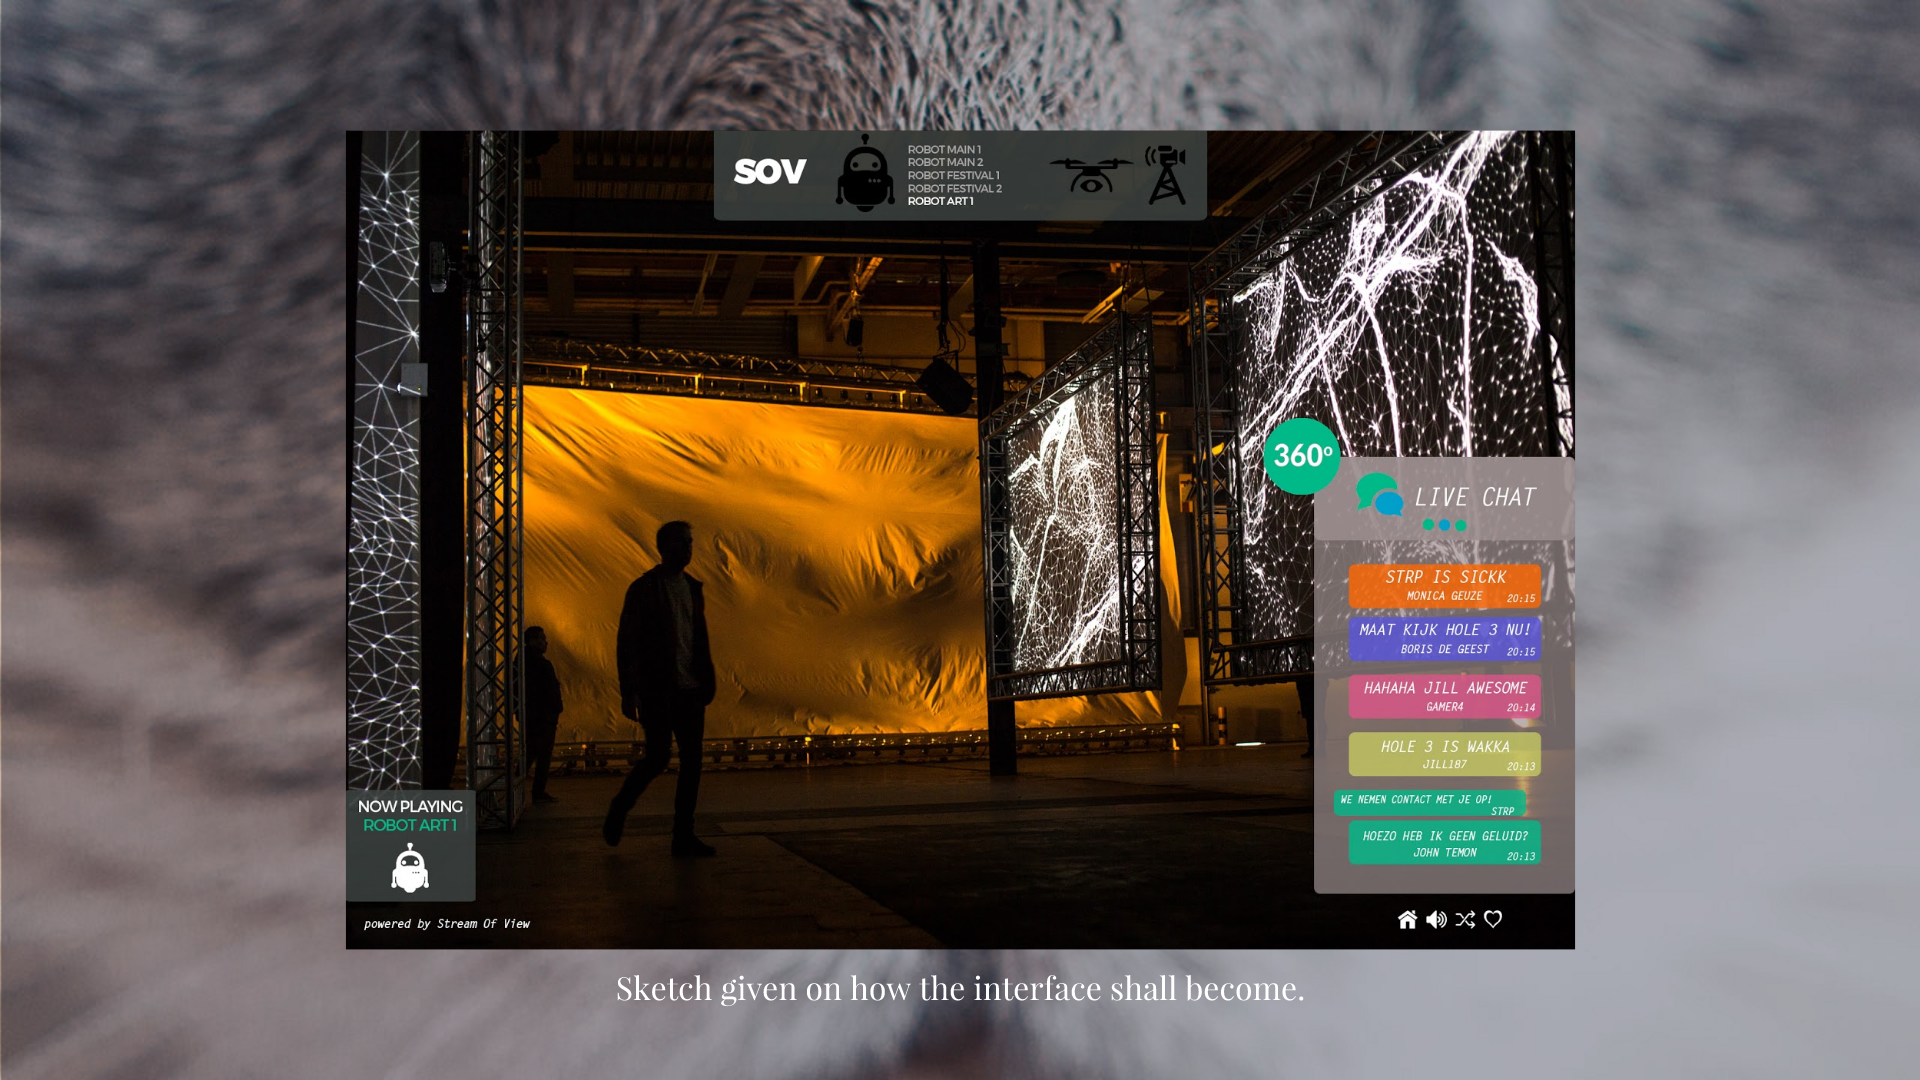 SOV
ROBOT MAIN 1
ROBOT MAIN 2
ROBOT FESTIVAL 1
ROBOT FESTIVAL 2
ROBOT ART 1
360º
LIVE CHAT
STRP IS SICKK
MONICA GEUZE 20:15
MAAT KIJK HOLE 3 NU!
BORIS DE GEEST 20:15
HAHAHA JILL AWESOME
GAMER4 20:14
HOLE 3 IS WAKKA
JILL187 20:13
WE NEMEN CONTACT MET JE OP!
STRP
HOEZO HEB IK GEEN GELUID?
JOHN TEMON 20:13
NOW PLAYING
ROBOT ART 1
powered by Stream Of View
Sketch given on how the interface shall become.